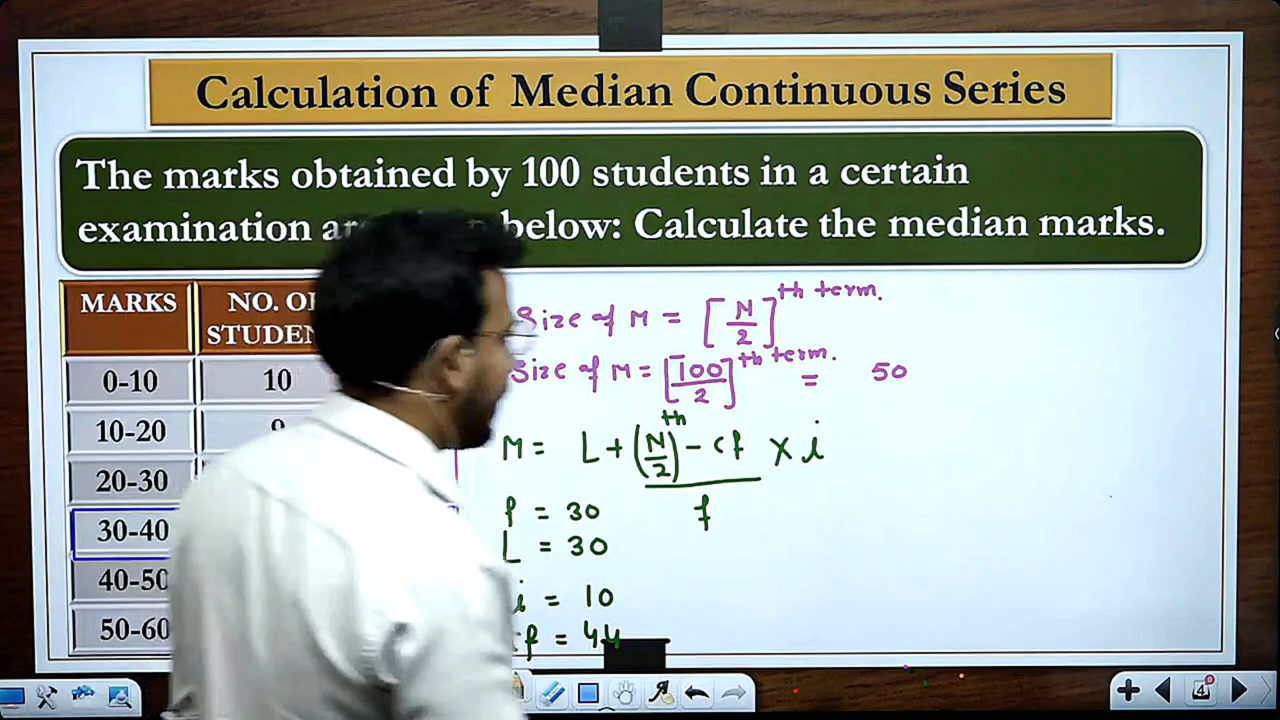 Calculation of Median Continuous Series
The marks obtained by 100 students in a certain
examination below: Calculate the median marks.
MARKS NO. OF STUDEN
0-10 10
10-20 9
20-30
30-40
40-50
50-60
Size of M = [N/2]th term.
Size of M = [100/2]th term. = 50
M = L + (N/2)th - cf × i
f
f = 30
L = 30
i = 10
cf = 44
4